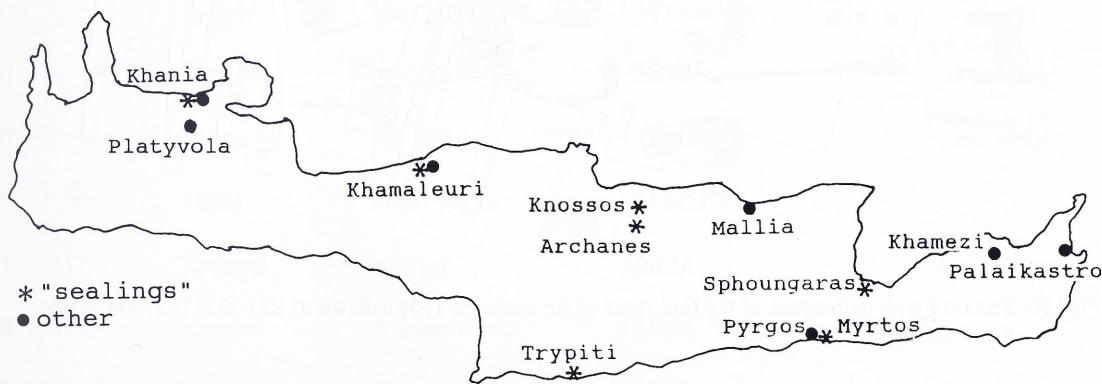 Khania
Platyvola
Khamaleuri
Knossos
Archanes
Mallia
Khamezi
Palaikastro
Sphoungaras
* "sealings"
● other
Pyrgos
Myrtos
Trypiti